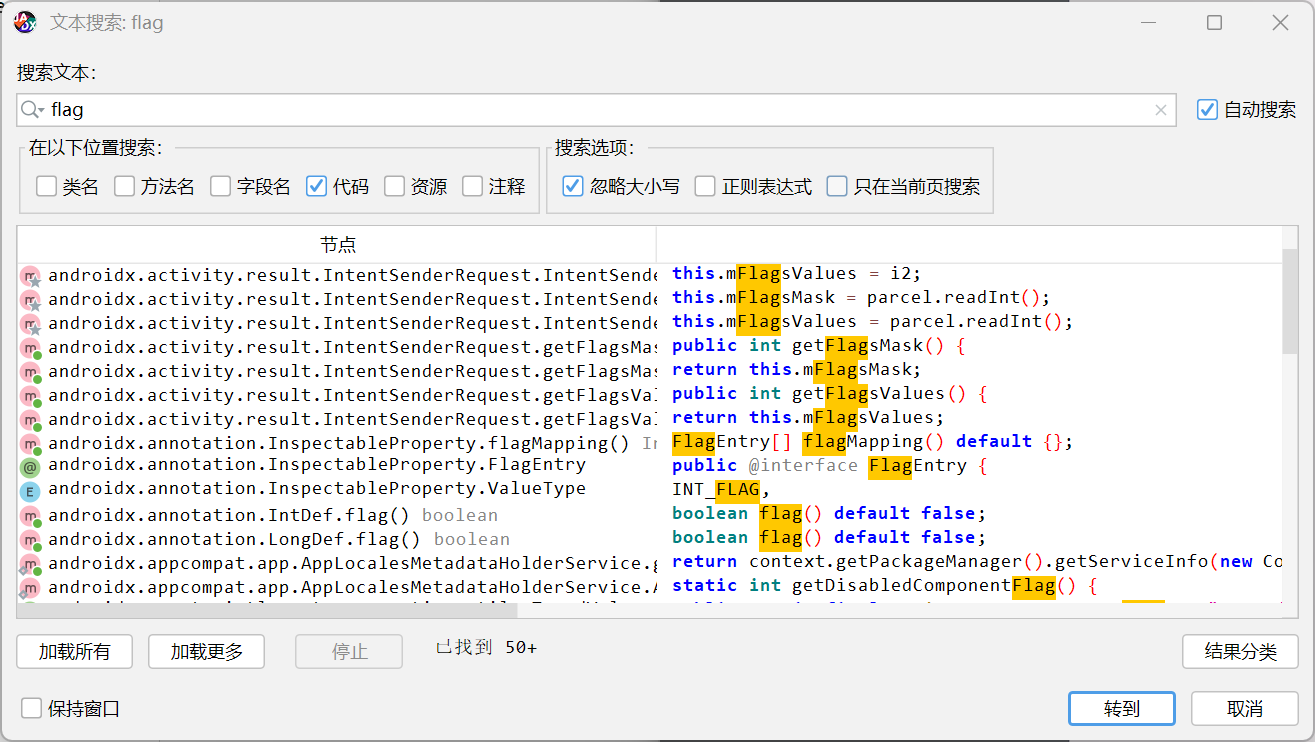 文本搜索: flag
搜索文本:
flag
自动搜索
在以下位置搜索:
类名 方法名 字段名 代码 资源 注释
搜索选项:
忽略大小写 正则表达式 只在当前页搜索
节点
androidx.activity.result.IntentSenderRequest.IntentSende this.mFlagsValues = i2;
androidx.activity.result.IntentSenderRequest.IntentSende this.mFlagsMask = parcel.readInt();
androidx.activity.result.IntentSenderRequest.IntentSende this.mFlagsValues = parcel.readInt();
androidx.activity.result.IntentSenderRequest.getFlagsMas public int getFlagsMask() {
androidx.activity.result.IntentSenderRequest.getFlagsMas return this.mFlagsMask;
androidx.activity.result.IntentSenderRequest.getFlagsVal public int getFlagsValues() {
androidx.activity.result.IntentSenderRequest.getFlagsVal return this.mFlagsValues;
androidx.annotation.InspectableProperty.flagMapping() In FlagEntry[] flagMapping() default {};
androidx.annotation.InspectableProperty.FlagEntry public @interface FlagEntry {
androidx.annotation.InspectableProperty.ValueType INT_FLAG,
androidx.annotation.IntDef.flag() boolean boolean flag() default false;
androidx.annotation.LongDef.flag() boolean boolean flag() default false;
androidx.appcompat.app.AppLocalesMetadataHolderService.g return context.getPackageManager().getServiceInfo(new Co
androidx.appcompat.app.AppLocalesMetadataHolderService.A static int getDisabledComponentFlag() {
加载所有 加载更多 停止 已找到 50+ 结果分类
保持窗口 转到 取消